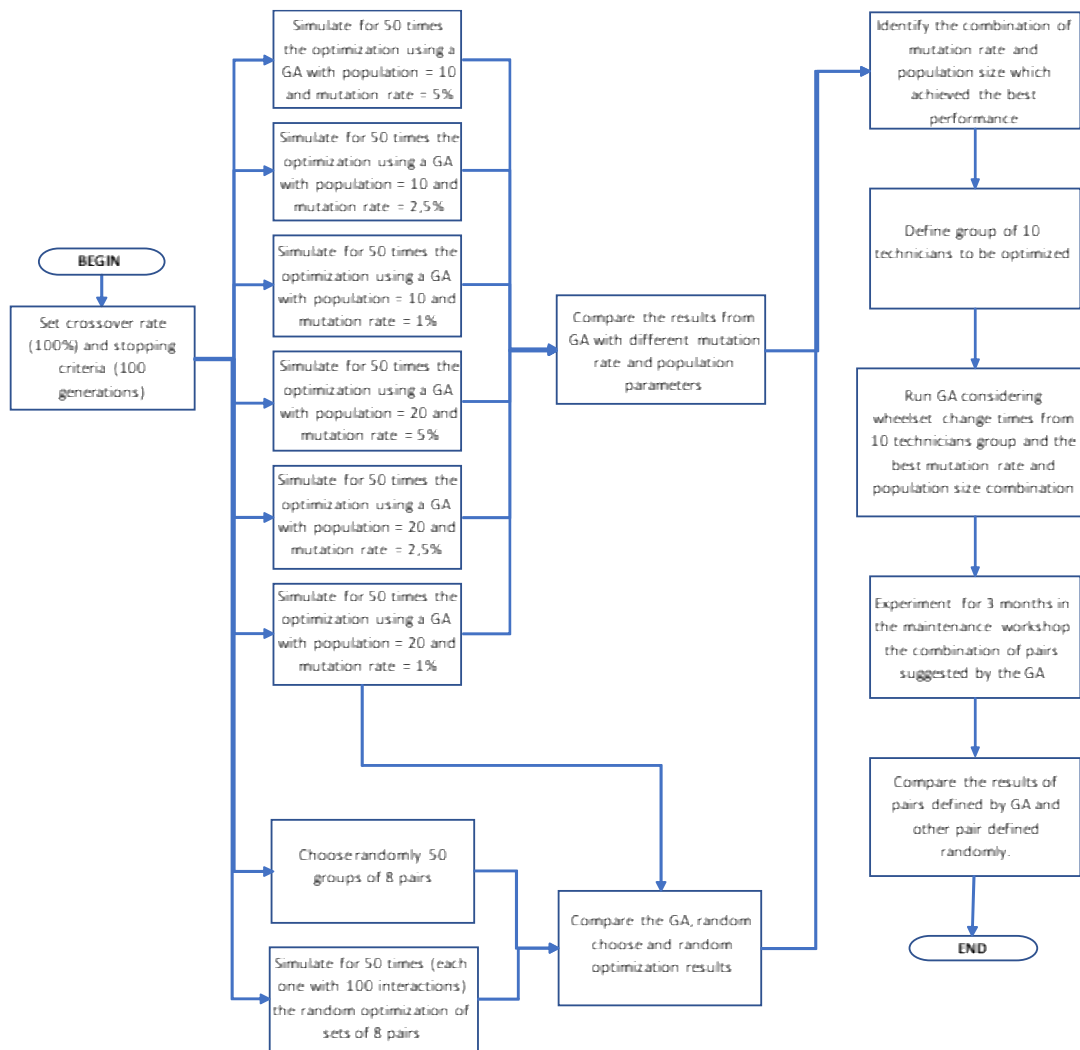 BEGIN
Set crossover rate
(100%) and stopping
criteria (100
generations)
Simulate for 50 times
the optimization using a
GA with population = 10
and mutation rate = 5%
Simulate for 50 times the
optimization using a GA
with population = 10 and
mutation rate = 2,5%
Simulate for 50 times the
optimization using a GA
with population = 10 and
mutation rate = 1%
Simulate for 50 times the
optimization using a GA
with population = 20 and
mutation rate = 5%
Simulate for 50 times the
optimization using a GA
with population = 20 and
mutation rate = 2,5%
Simulate for 50 times the
optimization using a GA
with population = 20 and
mutation rate = 1%
Choose randomly 50
groups of 8 pairs
Simulate for 50 times (each
one with 100 interactions)
the random optimization of
sets of 8 pairs
Compare the results from
GA with different mutation
rate and population
parameters
Compare the GA, random
choose and random
optimization results
Identify the combination of
mutation rate and
population size which
achieved the best
performance
Define group of 10
technicians to be optimized
Run GA considering
wheelset change times from
10 technicians group and the
best mutation rate and
population size combination
Experiment for 3 months in
the maintenance workshop
the combination of pairs
suggested by the GA
Compare the results of
pairs defined by GA and
other pair defined
randomly.
END